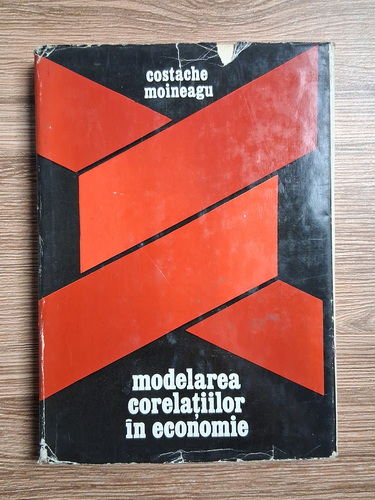 costache
moineagu
modelarea
corelațiilor
în economie